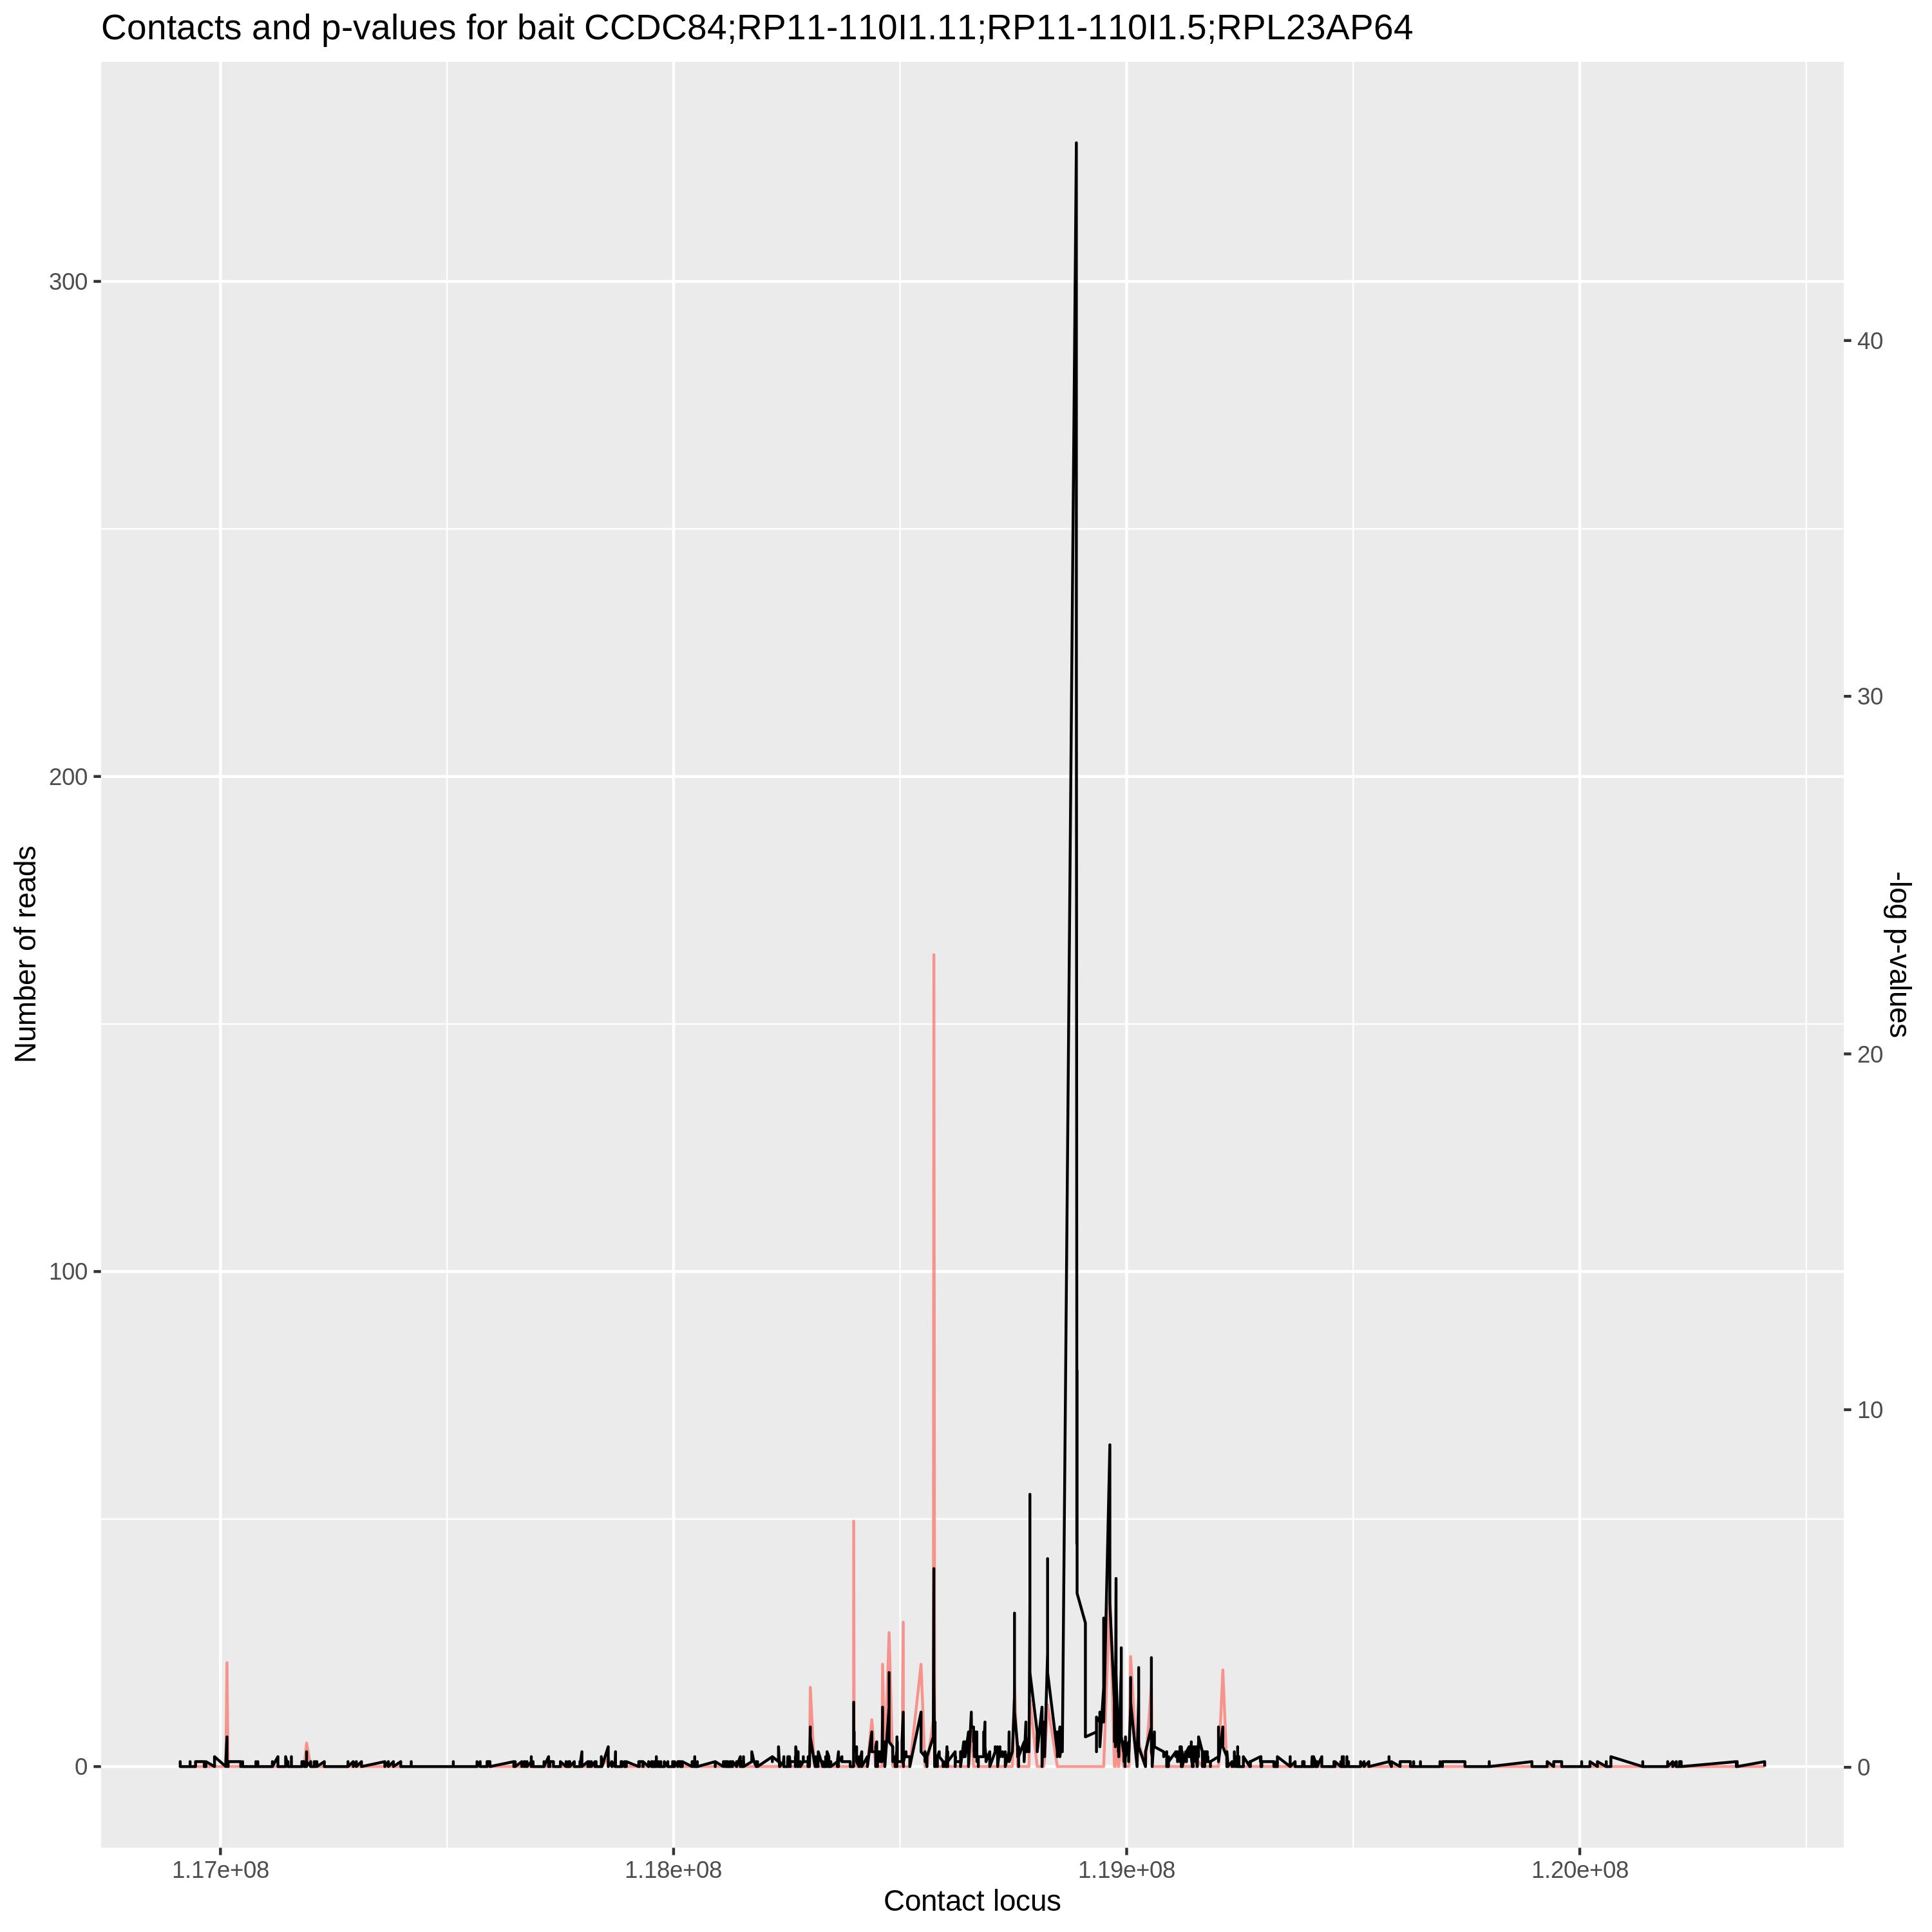 Contacts and p-values for bait CCDC84;RP11-110I1.11;RP11-110I1.5;RPL23AP64
300
200
100
0
Number of reads
40
30
20
10
0
-log p-values
1.17e+08 1.18e+08 1.19e+08 1.20e+08
Contact locus